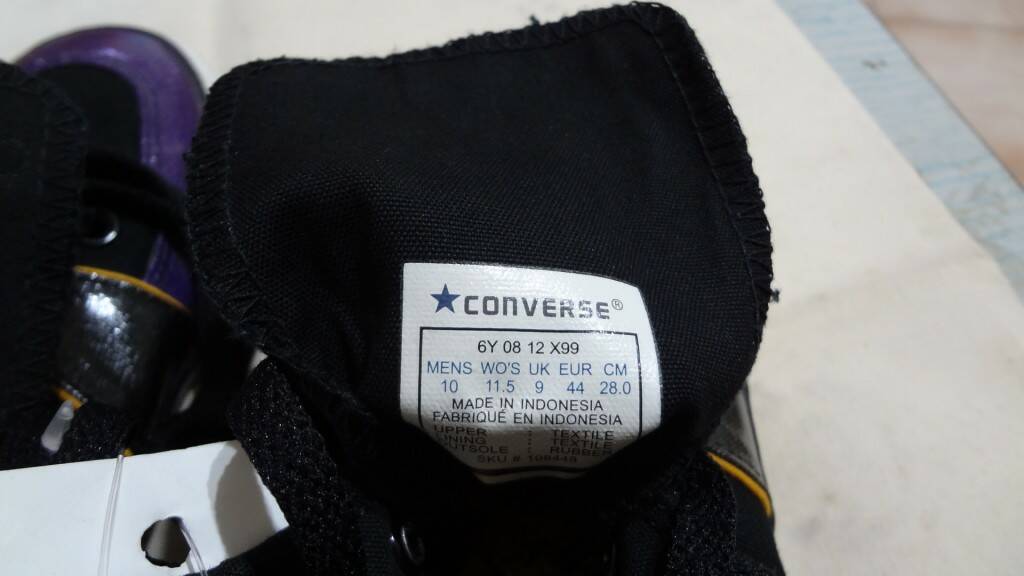 ★CONVERSE®
6Y 08 12 X99
MENS WO'S UK EUR CM
10 11.5 9 44 28.0
MADE IN INDONESIA
FABRIQUÉ EN INDONESIA
UPPER : TEXTILE
LINING : TEXTILE
OUTSOLE : RUBBER
SKU #